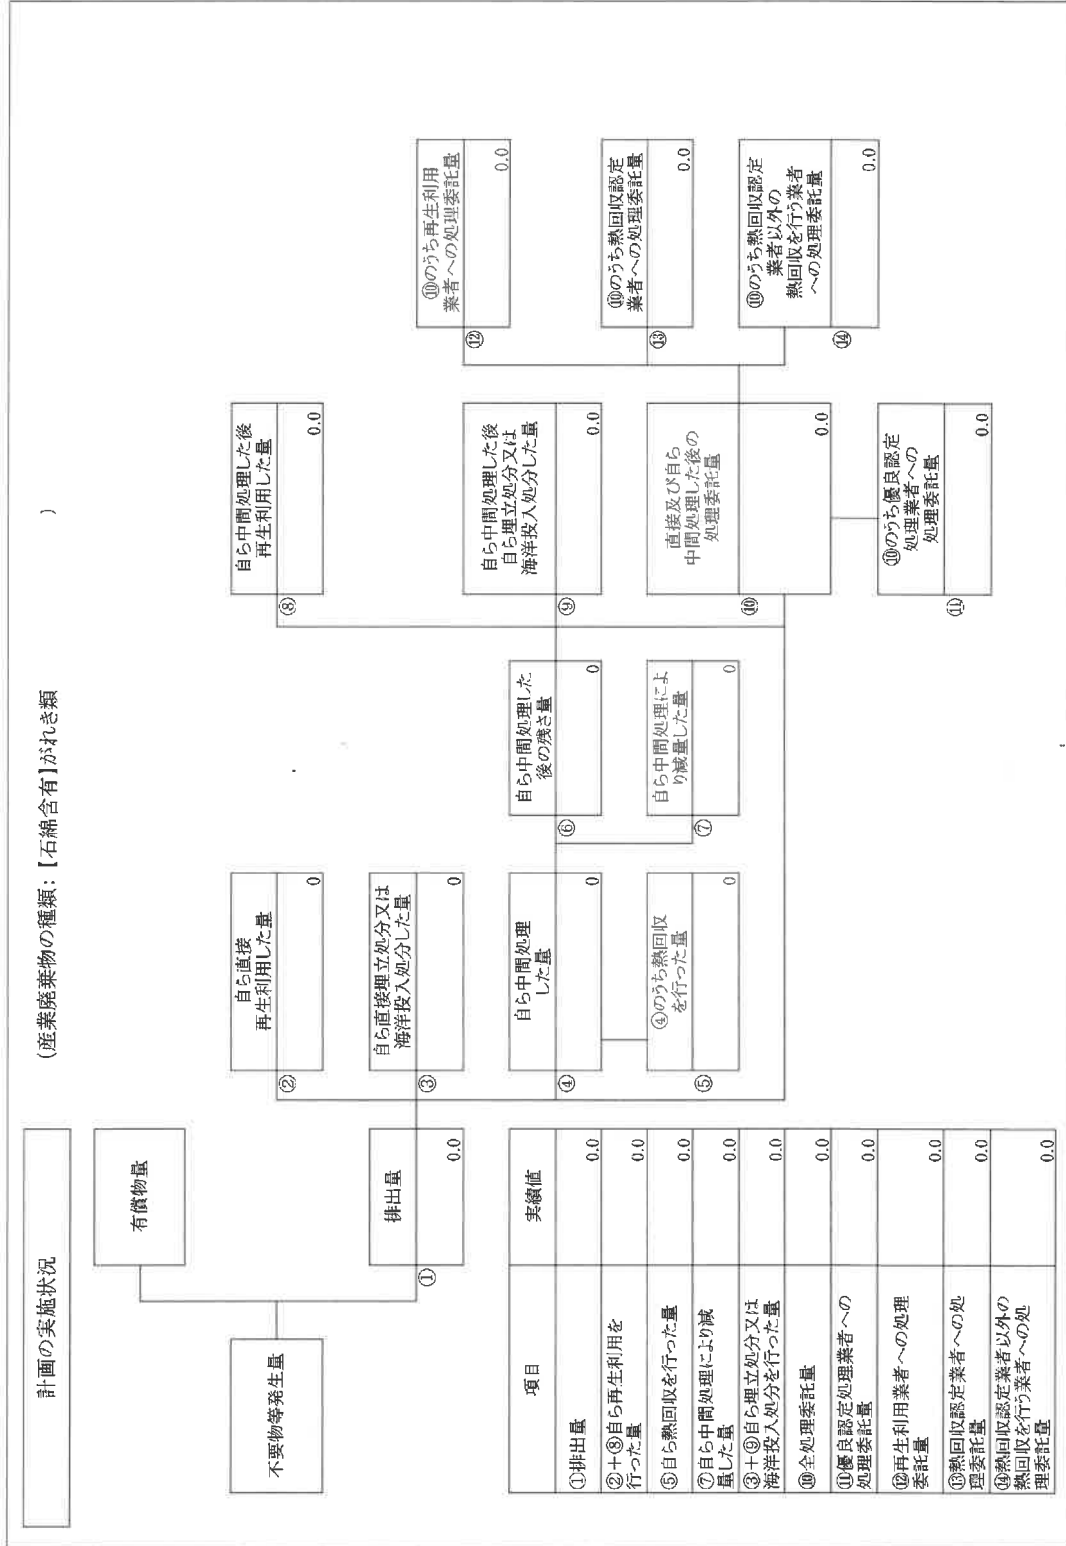 計画の実施状況
(産業廃棄物の種類:【石綿含有】がれき類
)
不要物等発生量
有償物量
排出量
①
0.0
自ら直接
再生利用した量
②
0
自ら直接埋立処分又は
海洋投入処分した量
③
0
自ら中間処理
した量
④
0
④のうち熱回収
を行った量
⑤
0
自ら中間処理した
後の残さ量
⑥
0
自ら中間処理によ
り減量した量
⑦
0
自ら中間処理した後
再生利用した量
⑧
0.0
自ら中間処理した後
自ら埋立処分又は
海洋投入処分した量
⑨
0.0
直接及び自ら
中間処理した後の
処理委託量
⑩
0.0
⑩のうち優良認定
処理業者への
処理委託量
⑪
0.0
⑩のうち再生利用
業者への処理委託量
⑫
0.0
⑩のうち熱回収認定
業者への処理委託量
⑬
0.0
⑩のうち熱回収認定
業者以外の
熱回収を行う業者
への処理委託量
⑭
0.0
項目
実績値
①排出量
0.0
②+⑧自ら再生利用を
行った量
0.0
⑤自ら熱回収を行った量
0.0
⑦自ら中間処理により減
量した量
0.0
③+⑨自ら埋立処分又は
海洋投入処分を行った量
0.0
⑩全処理委託量
0.0
⑪優良認定処理業者への
処理委託量
0.0
⑫再生利用業者への処理
委託量
0.0
⑬熱回収認定業者への処
理委託量
0.0
⑭熱回収認定業者以外の
熱回収を行う業者への処
理委託量
0.0